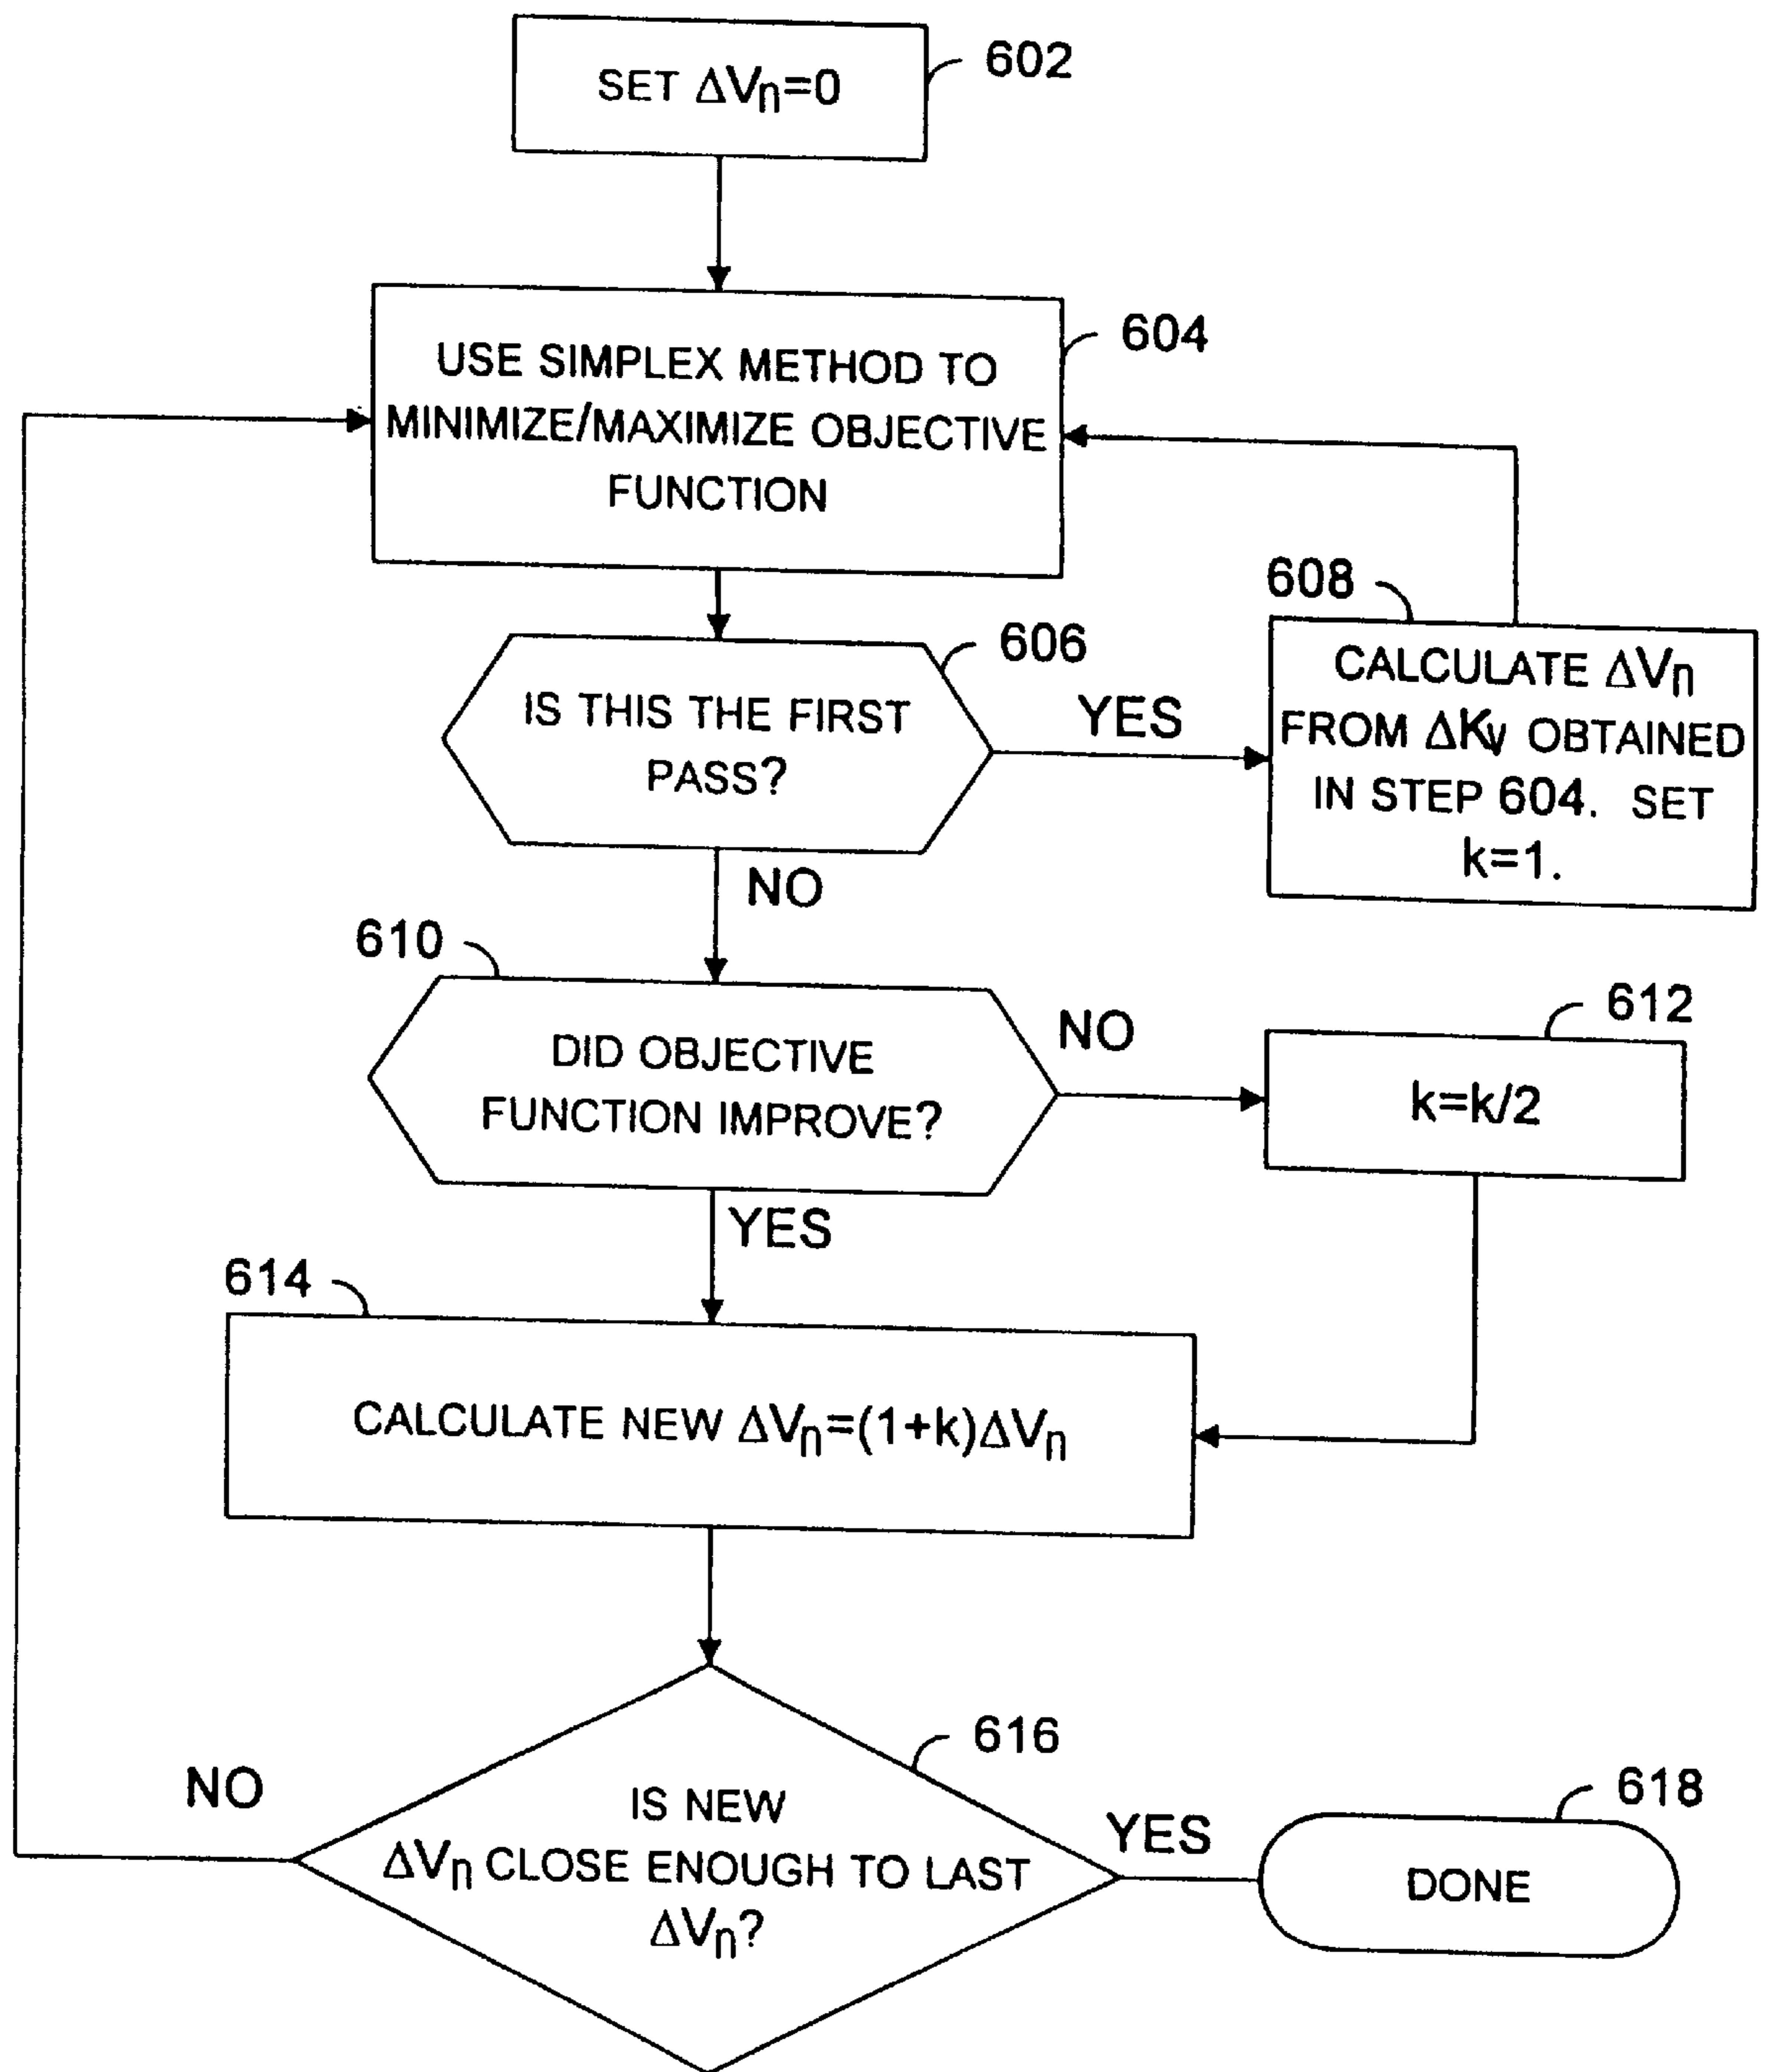 SET ΔVn=0
602
USE SIMPLEX METHOD TO
MINIMIZE/MAXIMIZE OBJECTIVE
FUNCTION
604
IS THIS THE FIRST
PASS?
606
YES
608
CALCULATE ΔVn
FROM ΔKv OBTAINED
IN STEP 604. SET
k=1.
NO
610
DID OBJECTIVE
FUNCTION IMPROVE?
NO
612
k=k/2
YES
614
CALCULATE NEW ΔVn=(1+k)ΔVn
616
IS NEW
ΔVn CLOSE ENOUGH TO LAST
ΔVn?
NO
YES
618
DONE